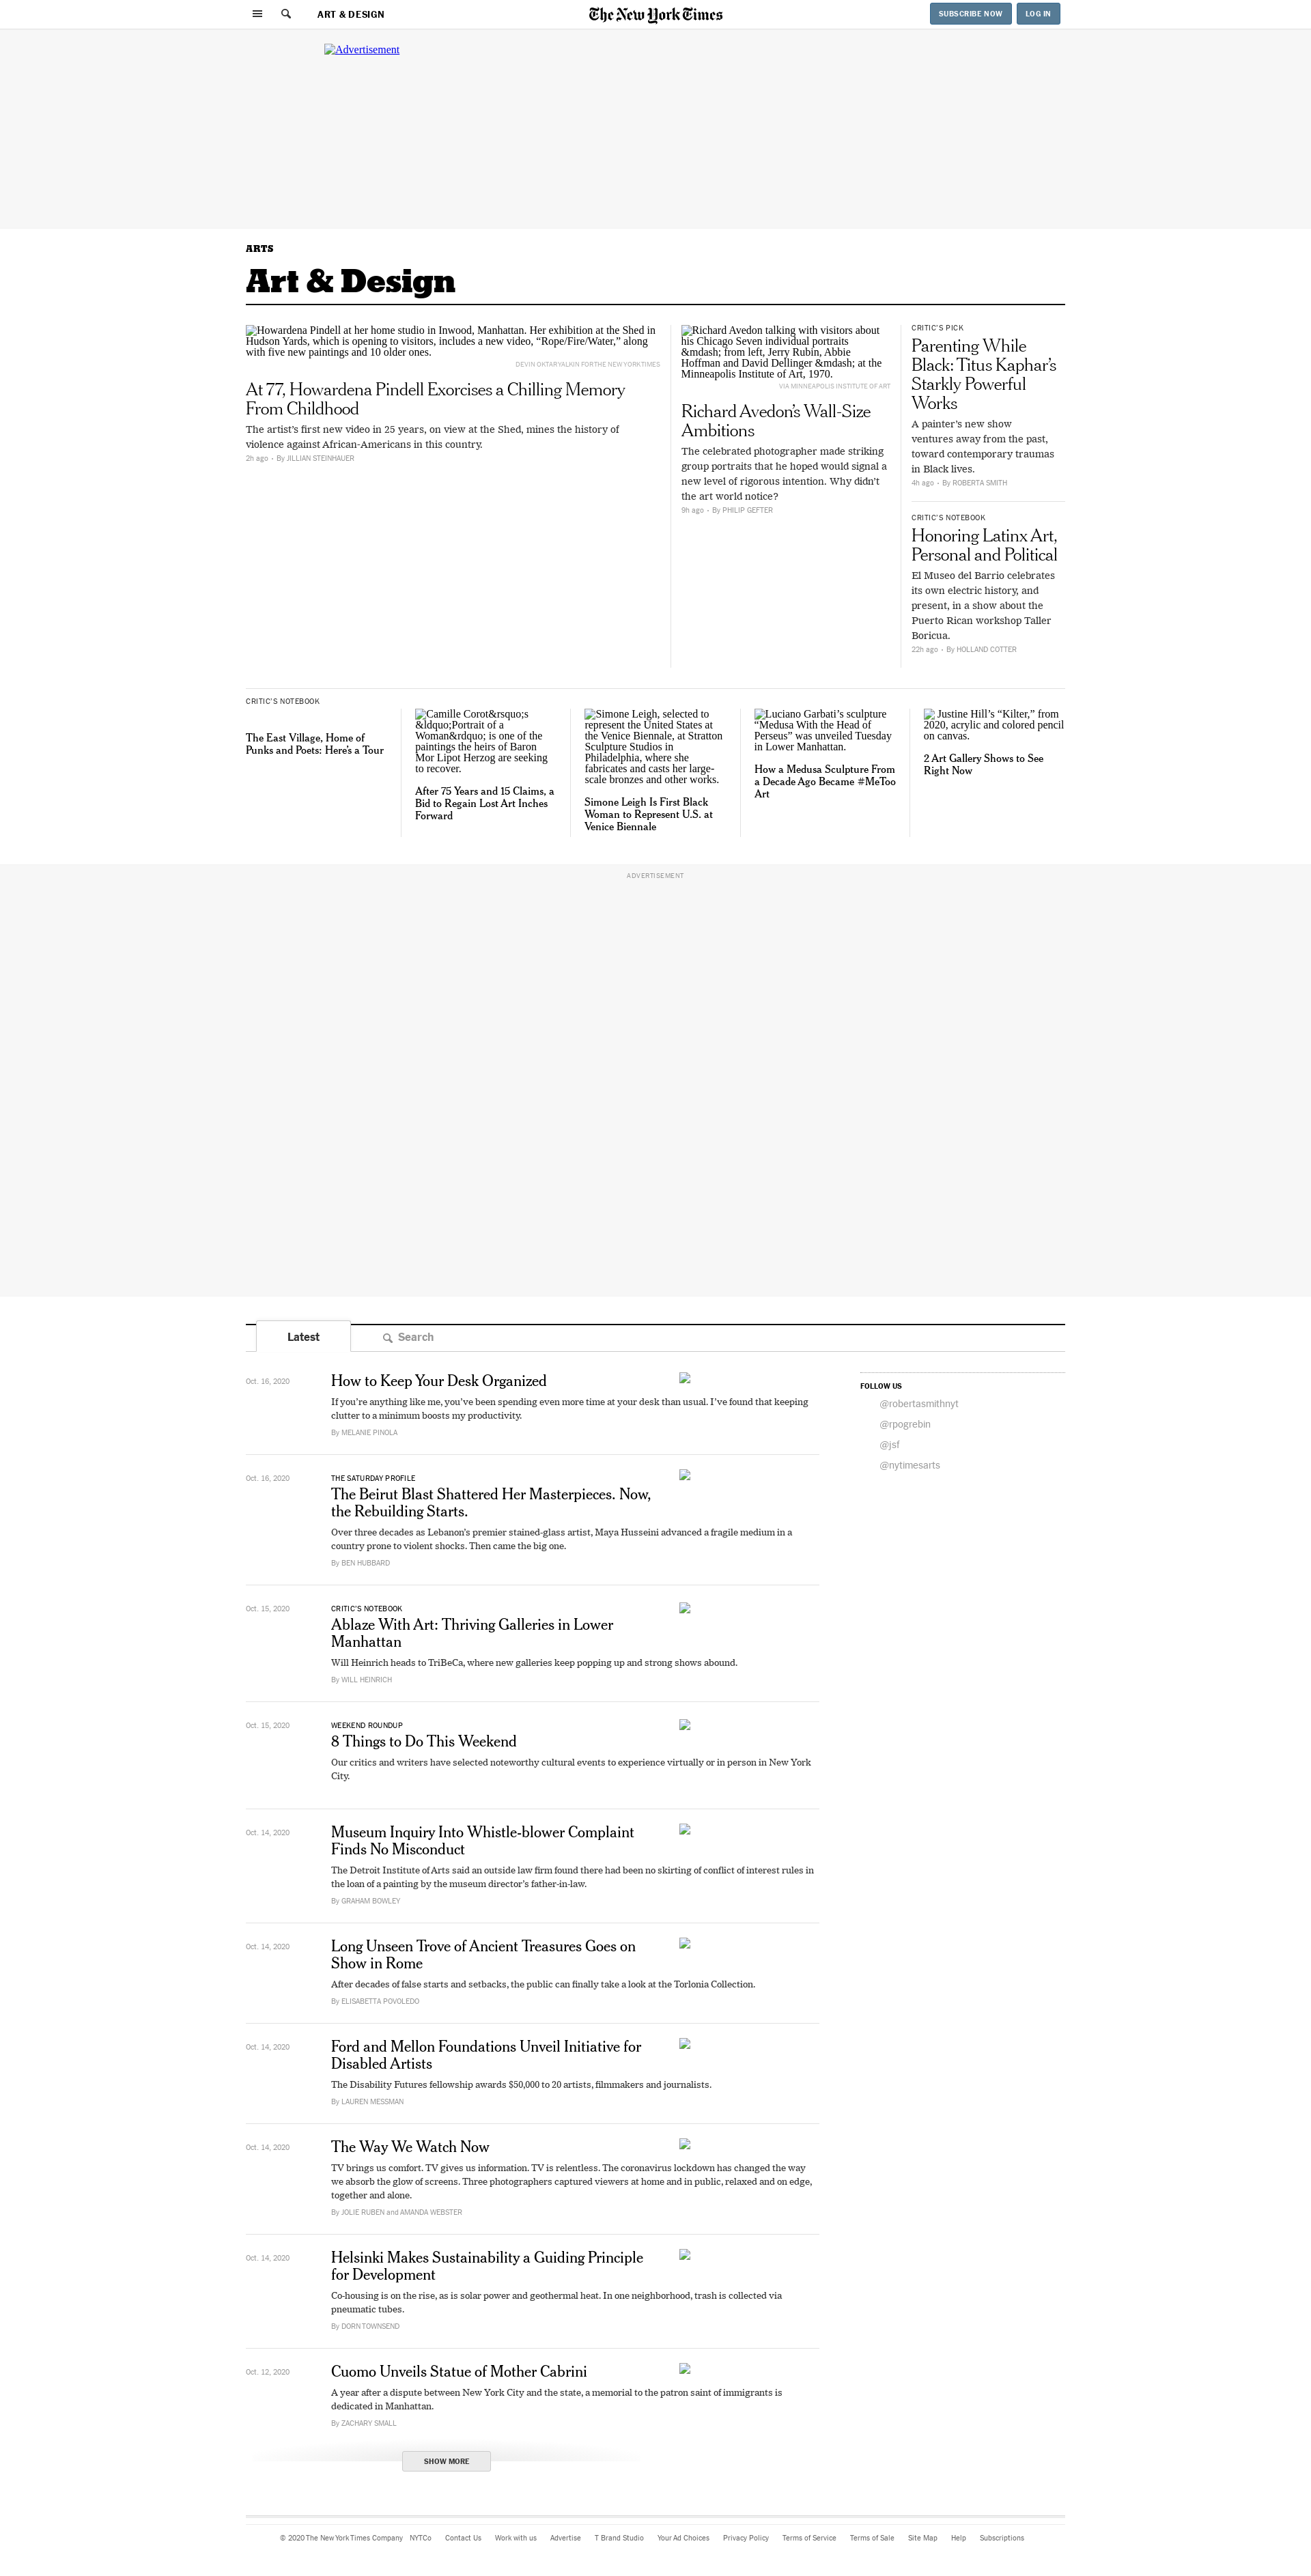 ART & DESIGN
The New York Times
SUBSCRIBE NOW
LOG IN
Advertisement
ARTS
Art & Design
Howardena Pindell at her home studio in Inwood, Manhattan. Her exhibition at the Shed in
Hudson Yards, which is opening to visitors, includes a new video, “Rope/Fire/Water,” along
with five new paintings and 10 older ones.
DEVIN OKTAR YALKIN FOR THE NEW YORK TIMES
At 77, Howardena Pindell Exorcises a Chilling Memory
From Childhood
The artist’s first new video in 25 years, on view at the Shed, mines the history of
violence against African-Americans in this country.
2h ago • By JILLIAN STEINHAUER
Richard Avedon talking with visitors about
his Chicago Seven individual portraits
&mdash; from left, Jerry Rubin, Abbie
Hoffman and David Dellinger &mdash; at the
Minneapolis Institute of Art, 1970.
VIA MINNEAPOLIS INSTITUTE OF ART
Richard Avedon’s Wall-Size
Ambitions
The celebrated photographer made striking
group portraits that he hoped would signal a
new level of rigorous intention. Why didn’t
the art world notice?
9h ago • By PHILIP GEFTER
CRITIC’S PICK
Parenting While
Black: Titus Kaphar’s
Starkly Powerful
Works
A painter’s new show
ventures away from the past,
toward contemporary traumas
in Black lives.
4h ago • By ROBERTA SMITH
CRITIC’S NOTEBOOK
Honoring Latinx Art,
Personal and Political
El Museo del Barrio celebrates
its own electric history, and
present, in a show about the
Puerto Rican workshop Taller
Boricua.
22h ago • By HOLLAND COTTER
CRITIC’S NOTEBOOK
The East Village, Home of
Punks and Poets: Here’s a Tour
Camille Corot&rsquo;s
&ldquo;Portrait of a
Woman&rdquo; is one of the
paintings the heirs of Baron
Mor Lipot Herzog are seeking
to recover.
After 75 Years and 15 Claims, a
Bid to Regain Lost Art Inches
Forward
Simone Leigh, selected to
represent the United States at
the Venice Biennale, at Stratton
Sculpture Studios in
Philadelphia, where she
fabricates and casts her large-
scale bronzes and other works.
Simone Leigh Is First Black
Woman to Represent U.S. at
Venice Biennale
Luciano Garbati’s sculpture
“Medusa With the Head of
Perseus” was unveiled Tuesday
in Lower Manhattan.
How a Medusa Sculpture From
a Decade Ago Became #MeToo
Art
Justine Hill’s “Kilter,” from
2020, acrylic and colored pencil
on canvas.
2 Art Gallery Shows to See
Right Now
ADVERTISEMENT
Latest
Search
Oct. 16, 2020
How to Keep Your Desk Organized
If you’re anything like me, you’ve been spending even more time at your desk than usual. I’ve found that keeping
clutter to a minimum boosts my productivity.
By MELANIE PINOLA
FOLLOW US
@robertasmithnyt
@rpogrebin
@jsf
@nytimesarts
Oct. 16, 2020
THE SATURDAY PROFILE
The Beirut Blast Shattered Her Masterpieces. Now,
the Rebuilding Starts.
Over three decades as Lebanon’s premier stained-glass artist, Maya Husseini advanced a fragile medium in a
country prone to violent shocks. Then came the big one.
By BEN HUBBARD
Oct. 15, 2020
CRITIC’S NOTEBOOK
Ablaze With Art: Thriving Galleries in Lower
Manhattan
Will Heinrich heads to TriBeCa, where new galleries keep popping up and strong shows abound.
By WILL HEINRICH
Oct. 15, 2020
WEEKEND ROUNDUP
8 Things to Do This Weekend
Our critics and writers have selected noteworthy cultural events to experience virtually or in person in New York
City.
Oct. 14, 2020
Museum Inquiry Into Whistle-blower Complaint
Finds No Misconduct
The Detroit Institute of Arts said an outside law firm found there had been no skirting of conflict of interest rules in
the loan of a painting by the museum director’s father-in-law.
By GRAHAM BOWLEY
Oct. 14, 2020
Long Unseen Trove of Ancient Treasures Goes on
Show in Rome
After decades of false starts and setbacks, the public can finally take a look at the Torlonia Collection.
By ELISABETTA POVOLEDO
Oct. 14, 2020
Ford and Mellon Foundations Unveil Initiative for
Disabled Artists
The Disability Futures fellowship awards $50,000 to 20 artists, filmmakers and journalists.
By LAUREN MESSMAN
Oct. 14, 2020
The Way We Watch Now
TV brings us comfort. TV gives us information. TV is relentless. The coronavirus lockdown has changed the way
we absorb the glow of screens. Three photographers captured viewers at home and in public, relaxed and on edge,
together and alone.
By JOLIE RUBEN and AMANDA WEBSTER
Oct. 14, 2020
Helsinki Makes Sustainability a Guiding Principle
for Development
Co-housing is on the rise, as is solar power and geothermal heat. In one neighborhood, trash is collected via
pneumatic tubes.
By DORN TOWNSEND
Oct. 12, 2020
Cuomo Unveils Statue of Mother Cabrini
A year after a dispute between New York City and the state, a memorial to the patron saint of immigrants is
dedicated in Manhattan.
By ZACHARY SMALL
SHOW MORE
© 2020 The New York Times Company NYTCo Contact Us Work with us Advertise T Brand Studio Your Ad Choices Privacy Policy Terms of Service Terms of Sale Site Map Help Subscriptions